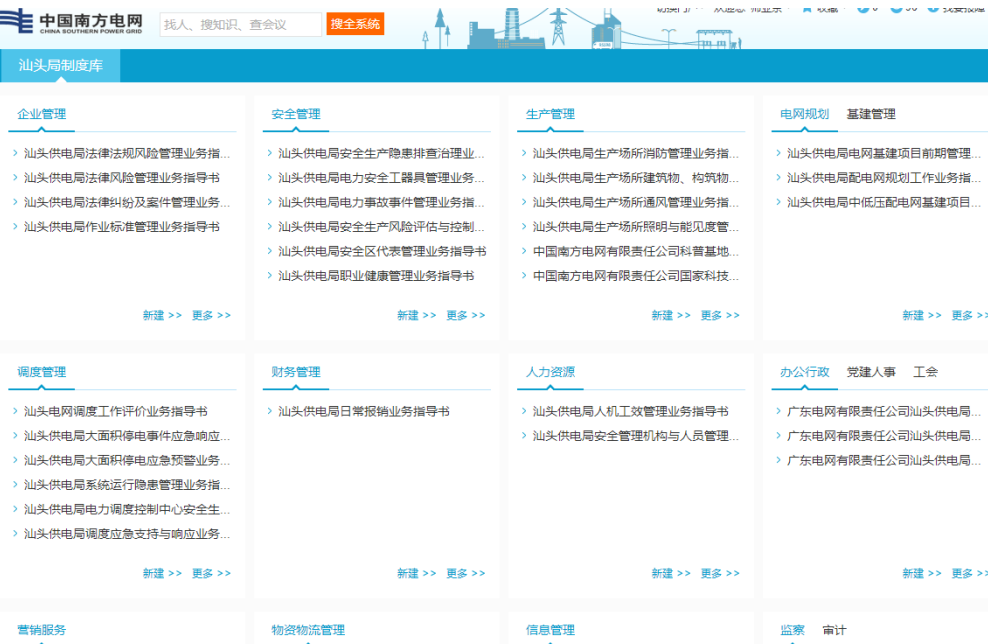 中国南方电网
CHINA SOUTHERN POWER GRID
找人、搜知识、查会议
搜全系统
汕头局制度库
企业管理
汕头供电局法律法规风险管理业务指...
汕头供电局法律风险管理业务指导书
汕头供电局法律纠纷及案件管理业务...
汕头供电局作业标准管理业务指导书
新建 >> 更多 >>
安全管理
汕头供电局安全生产隐患排查治理业...
汕头供电局电力安全工器具管理业务...
汕头供电局电力事故事件管理业务指...
汕头供电局安全生产风险评估与控制...
汕头供电局安全区代表管理业务指导书
汕头供电局职业健康管理业务指导书
新建 >> 更多 >>
生产管理
汕头供电局生产场所消防管理业务指...
汕头供电局生产场所建筑物、构筑物...
汕头供电局生产场所通风管理业务指...
汕头供电局生产场所照明与能见度管...
中国南方电网有限责任公司科普基地...
中国南方电网有限责任公司国家科技...
新建 >> 更多 >>
电网规划 基建管理
汕头供电局电网基建项目前期管理...
汕头供电局配电网规划工作业务指...
汕头供电局中低压配电网基建项目...
新建 >> 更多 >>
调度管理
汕头电网调度工作评价业务指导书
汕头供电局大面积停电事件应急响应...
汕头供电局大面积停电应急预警业务...
汕头供电局系统运行隐患管理业务指...
汕头供电局电力调度控制中心安全生...
汕头供电局调度应急支持与响应业务...
新建 >> 更多 >>
财务管理
汕头供电局日常报销业务指导书
新建 >> 更多 >>
人力资源
汕头供电局人机工效管理业务指导书
汕头供电局安全管理机构与人员管理...
新建 >> 更多 >>
办公行政 党建人事 工会
广东电网有限责任公司汕头供电局...
广东电网有限责任公司汕头供电局...
广东电网有限责任公司汕头供电局...
新建 >> 更多 >>
营销服务
物资物流管理
信息管理
监察 审计